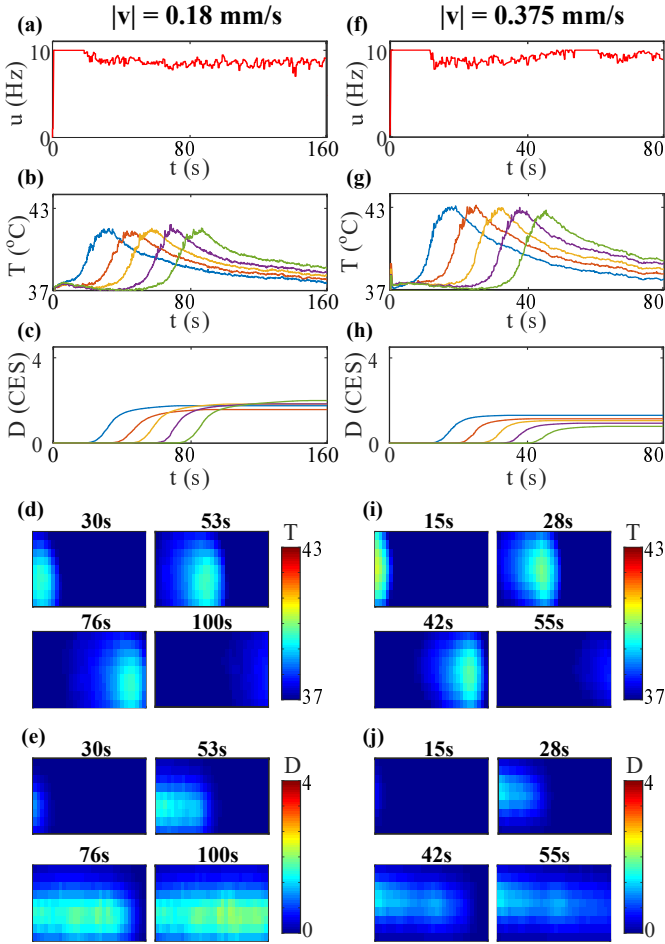 |v| = 0.18 mm/s
|v| = 0.375 mm/s
(a)
10
u (Hz)
0
0
80
160
t (s)
(b)
43
T (°C)
37
0
80
160
t (s)
(c)
4
D (CES)
0
0
80
160
t (s)
(d)
30s
53s
76s
100s
T
43
37
(e)
30s
53s
76s
100s
D
4
0
(f)
10
u (Hz)
0
0
40
80
t (s)
(g)
43
T (°C)
37
0
40
80
t (s)
(h)
4
D (CES)
0
0
40
80
t (s)
(i)
15s
28s
42s
55s
T
43
37
(j)
15s
28s
42s
55s
D
4
0